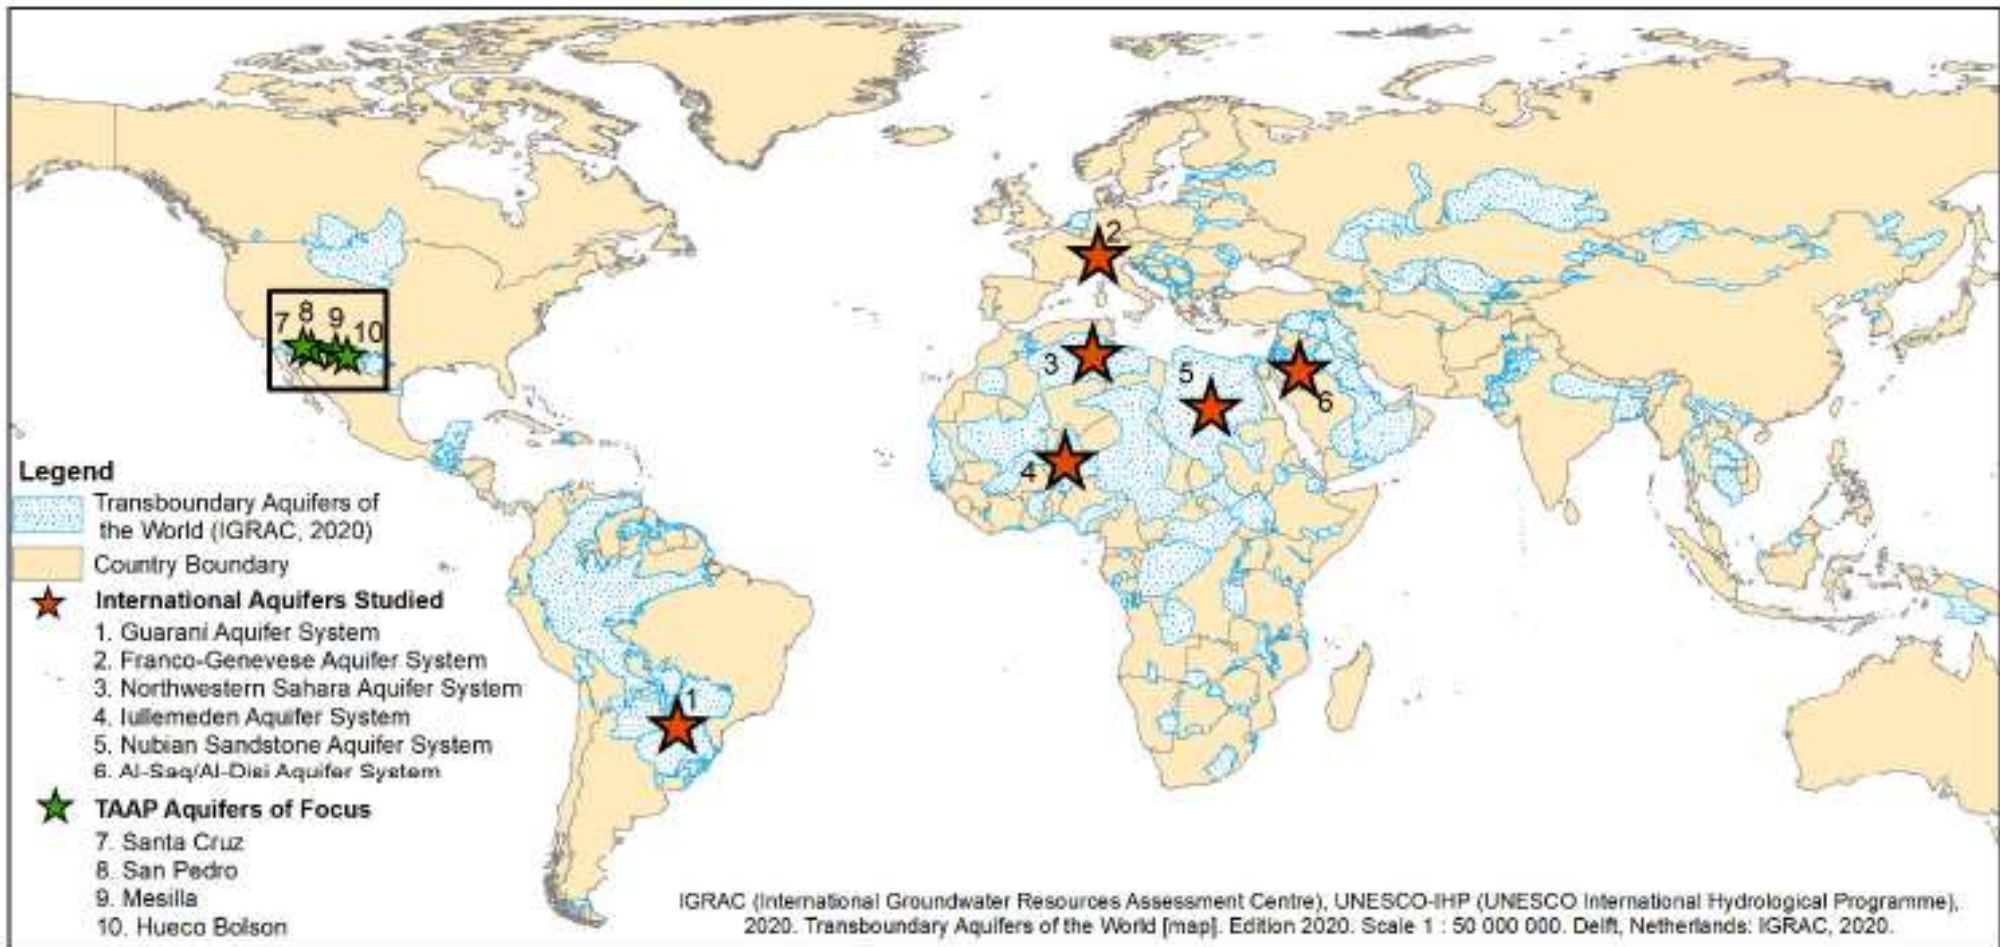 7
8
9
10
2
3
5
6
4
1
Legend
Transboundary Aquifers of
the World (IGRAC, 2020)
Country Boundary
International Aquifers Studied
1. Guaraní Aquifer System
2. Franco-Genevese Aquifer System
3. Northwestern Sahara Aquifer System
4. Iullemeden Aquifer System
5. Nubian Sandstone Aquifer System
6. Al-Saq/Al-Disi Aquifer System
TAAP Aquifers of Focus
7. Santa Cruz
8. San Pedro
9. Mesilla
10. Hueco Bolson
IGRAC (International Groundwater Resources Assessment Centre), UNESCO-IHP (UNESCO International Hydrological Programme),
2020. Transboundary Aquifers of the World [map]. Edition 2020. Scale 1 : 50 000 000. Delft, Netherlands: IGRAC, 2020.